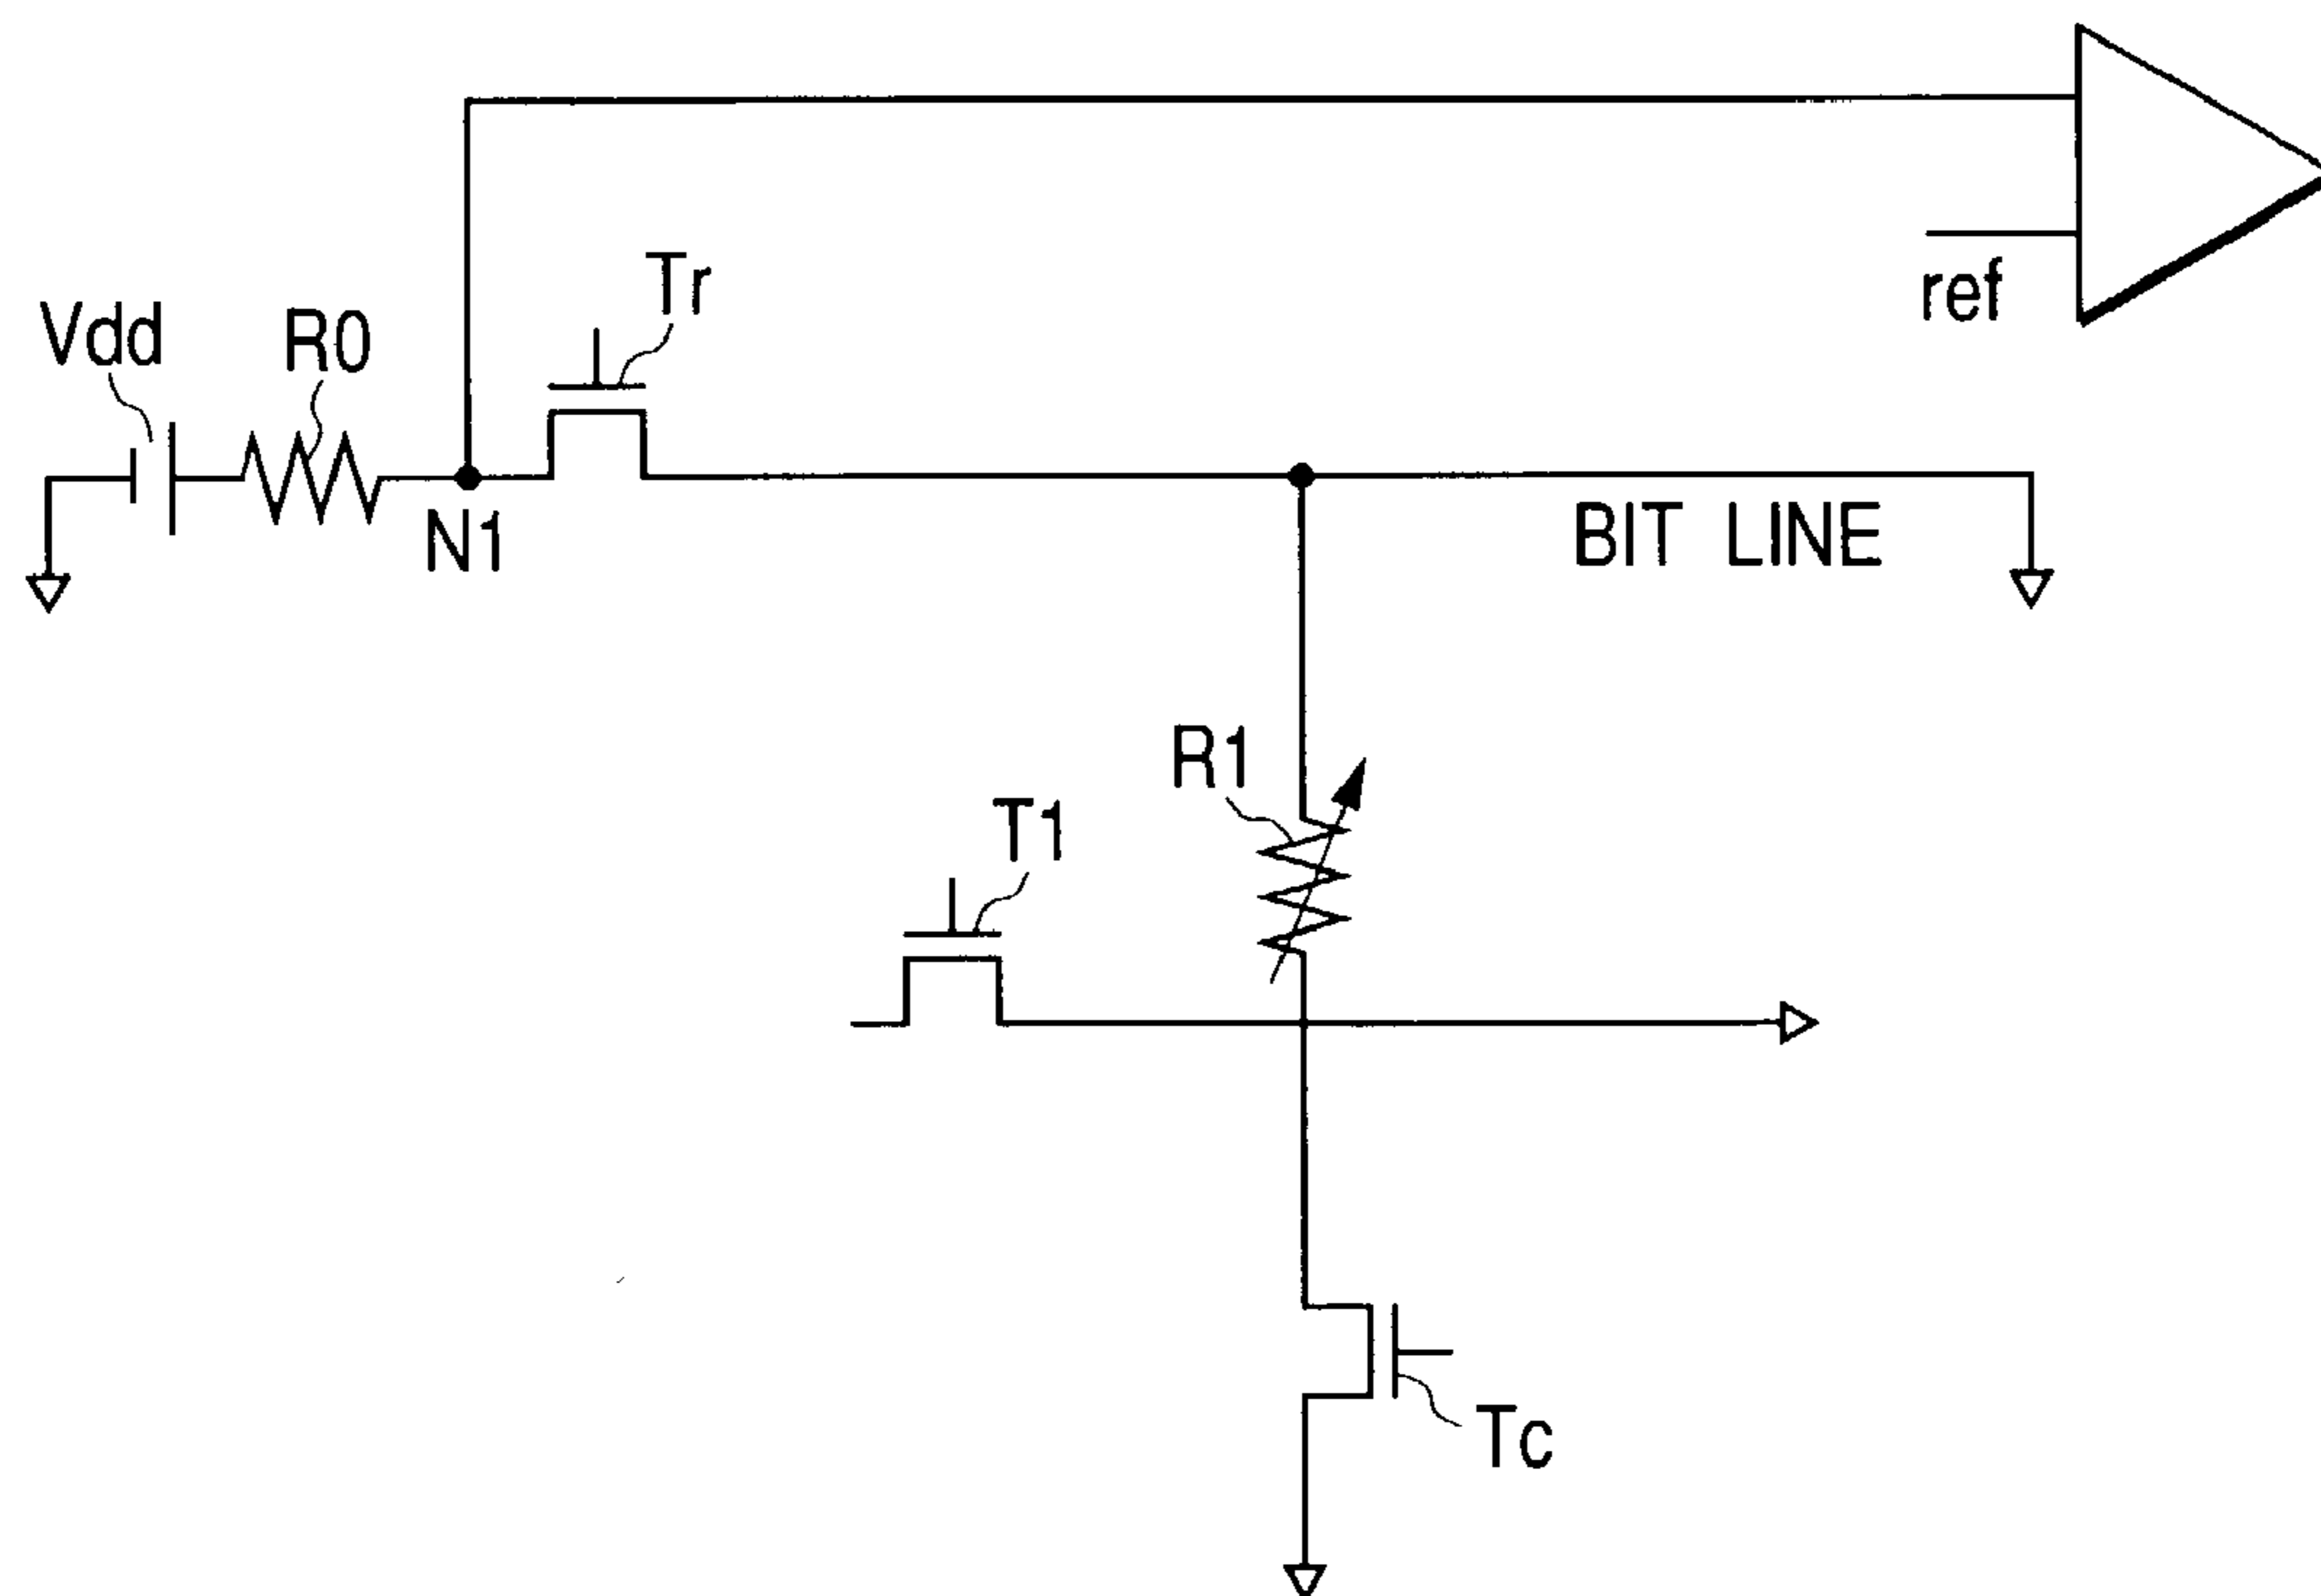 Tr
ref
Vdd
R0
N1
BIT LINE
R1
T1
Tc